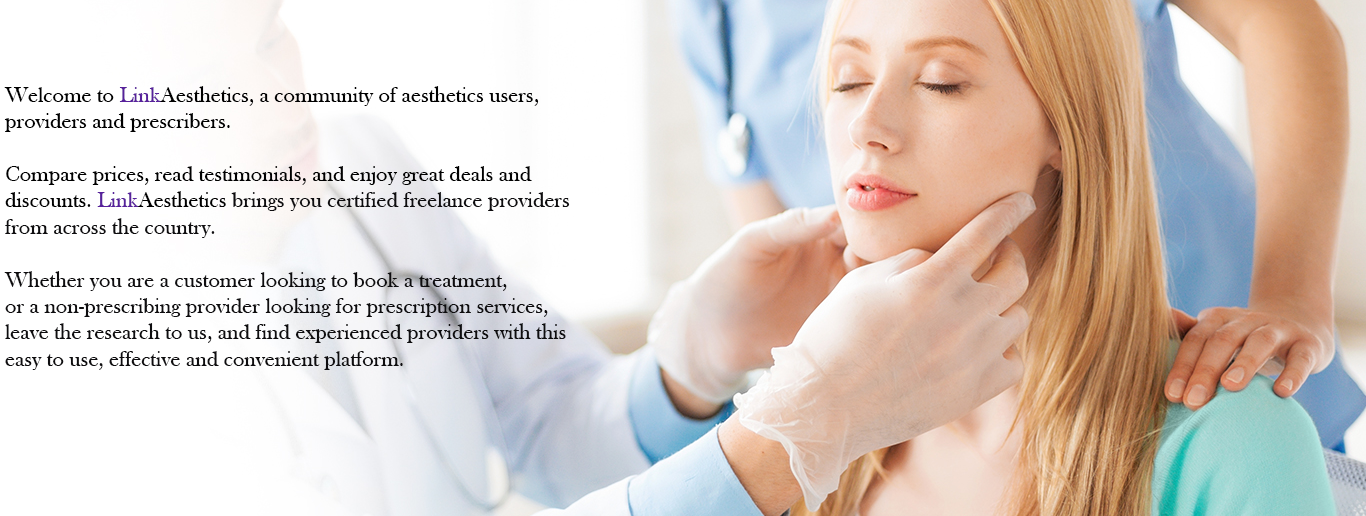 Welcome to LinkAesthetics, a community of aesthetics users,
providers and prescribers.
Compare prices, read testimonials, and enjoy great deals and
discounts. LinkAesthetics brings you certified freelance providers
from across the country.
Whether you are a customer looking to book a treatment,
or a non-prescribing provider looking for prescription services,
leave the research to us, and find experienced providers with this
easy to use, effective and convenient platform.